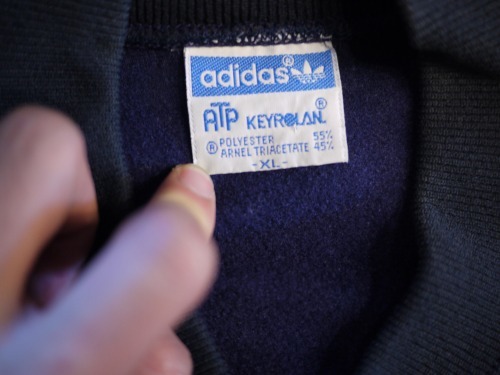 adidas®
ATP KEYROLAN®
® POLYESTER 55%
ARNEL TRIACETATE 45%
-XL-